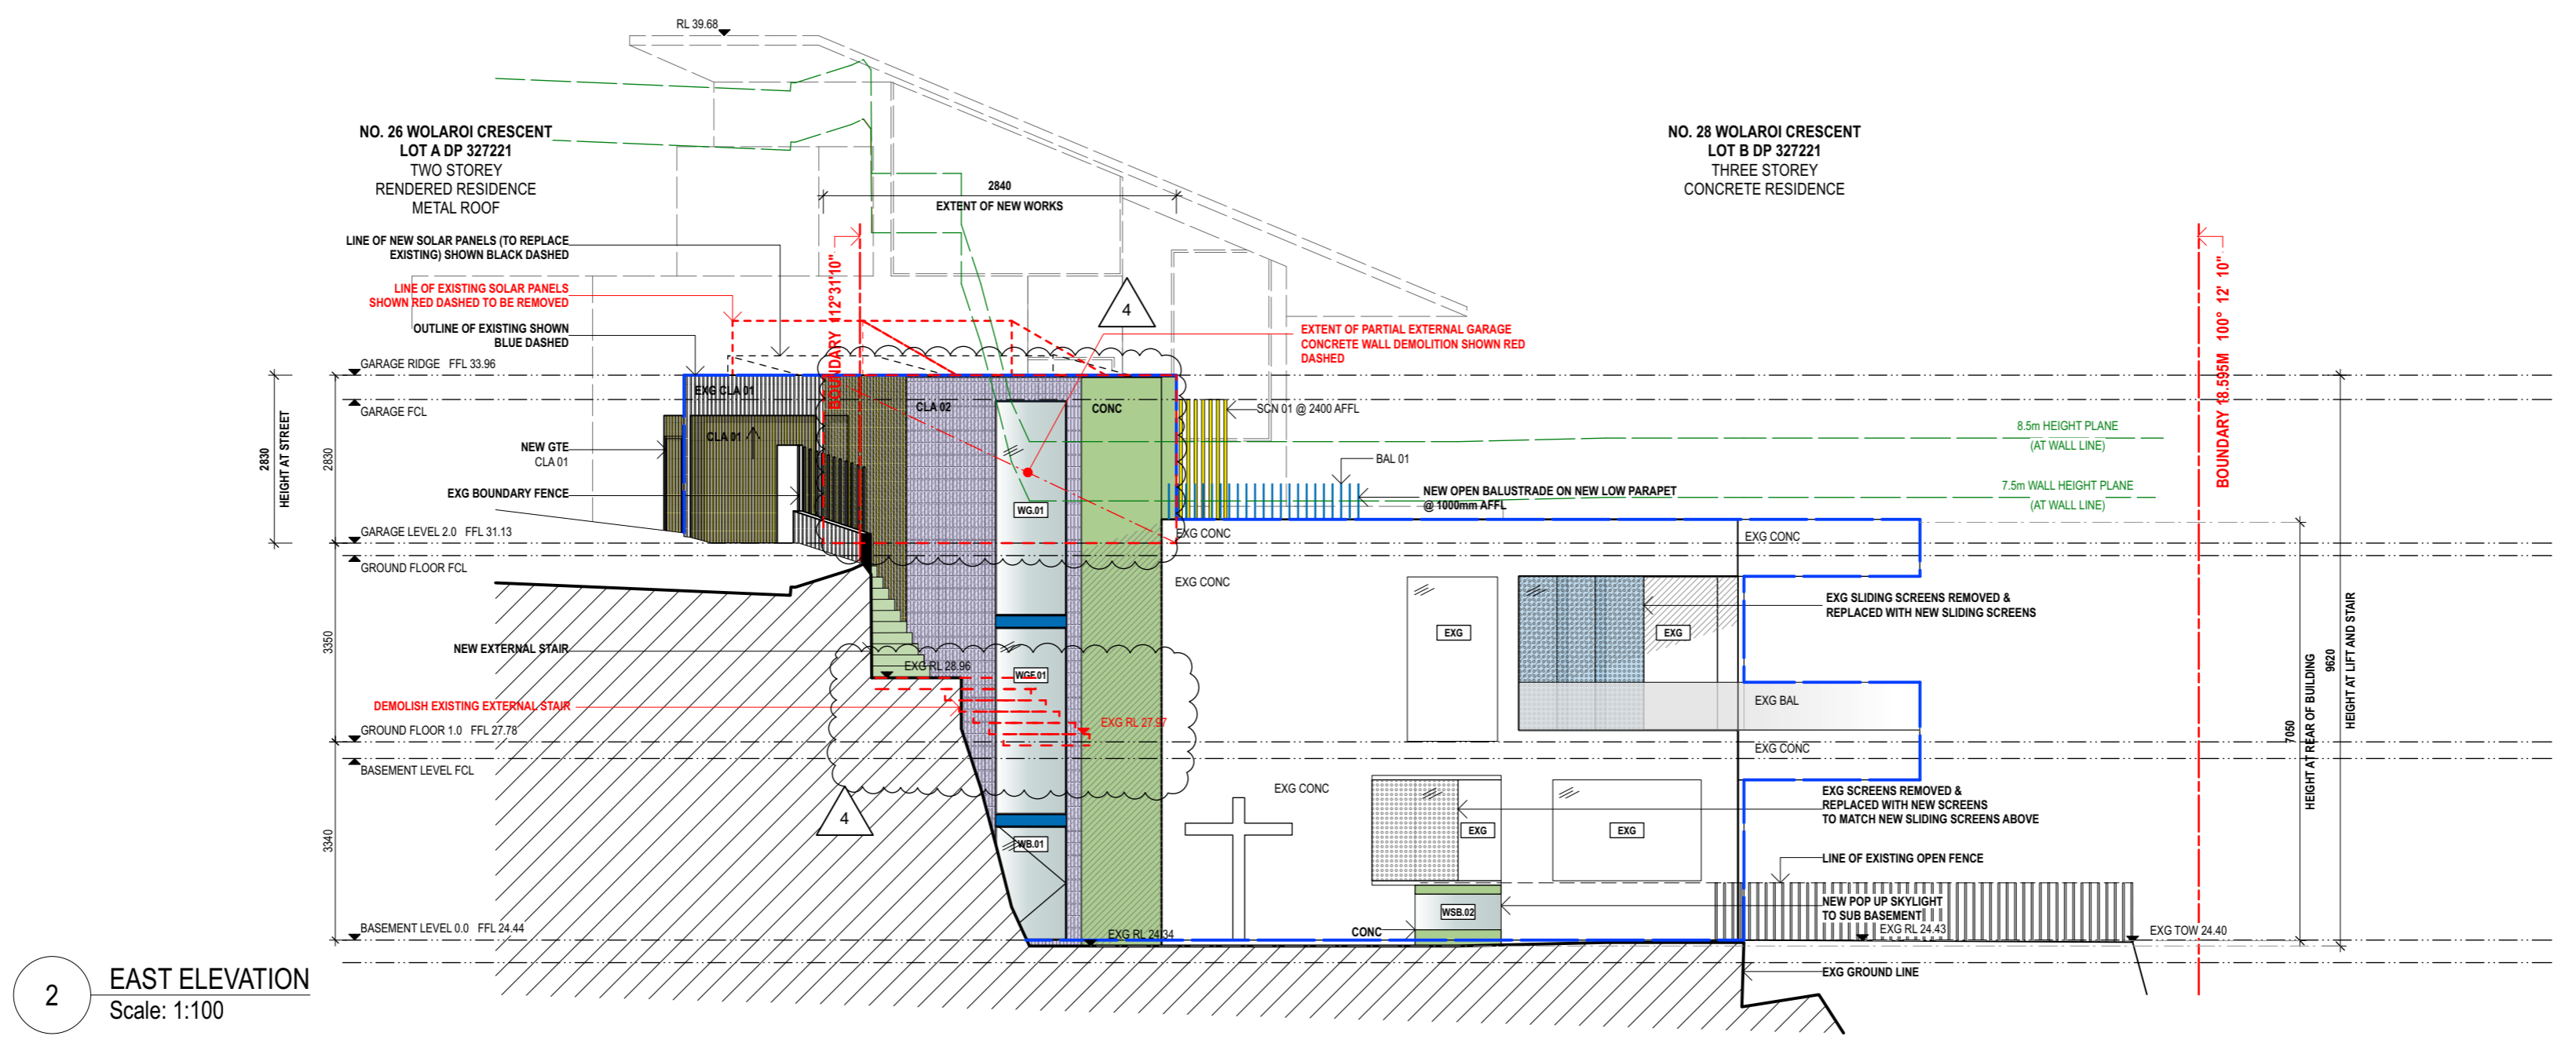 RL 39.68
NO. 26 WOLAROI CRESCENT
LOT A DP 327221
TWO STOREY
RENDERED RESIDENCE
METAL ROOF
NO. 28 WOLAROI CRESCENT
LOT B DP 327221
THREE STOREY
CONCRETE RESIDENCE
2840
EXTENT OF NEW WORKS
LINE OF NEW SOLAR PANELS (TO REPLACE
EXISTING) SHOWN BLACK DASHED
LINE OF EXISTING SOLAR PANELS
SHOWN RED DASHED TO BE REMOVED
OUTLINE OF EXISTING SHOWN
BLUE DASHED
BOUNDARY 112°31'10"
4
EXTENT OF PARTIAL EXTERNAL GARAGE
CONCRETE WALL DEMOLITION SHOWN RED
DASHED
BOUNDARY 18.595M 100° 12' 10"
GARAGE RIDGE FFL 33.96
GARAGE FCL
EXG CLA 01
CLA 02
CONC
SCN 01 @ 2400 AFFL
8.5m HEIGHT PLANE
(AT WALL LINE)
CLA 01
NEW GTE
CLA 01
2830
HEIGHT AT STREET
2830
BAL 01
EXG BOUNDARY FENCE
WG.01
NEW OPEN BALUSTRADE ON NEW LOW PARAPET
@ 1000mm AFFL
7.5m WALL HEIGHT PLANE
(AT WALL LINE)
GARAGE LEVEL 2.0 FFL 31.13
EXG CONC
EXG CONC
GROUND FLOOR FCL
EXG CONC
EXG SLIDING SCREENS REMOVED &
REPLACED WITH NEW SLIDING SCREENS
EXG
EXG
3350
NEW EXTERNAL STAIR
EXG RL 28.96
WGF.01
DEMOLISH EXISTING EXTERNAL STAIR
EXG RL 27.97
EXG BAL
9620
HEIGHT AT LIFT AND STAIR
7050
HEIGHT AT REAR OF BUILDING
GROUND FLOOR 1.0 FFL 27.78
EXG CONC
BASEMENT LEVEL FCL
EXG CONC
EXG SCREENS REMOVED &
REPLACED WITH NEW SCREENS
TO MATCH NEW SLIDING SCREENS ABOVE
4
3340
WB.01
EXG
EXG
LINE OF EXISTING OPEN FENCE
NEW POP UP SKYLIGHT
TO SUB BASEMENT
WSB.02
BASEMENT LEVEL 0.0 FFL 24.44
EXG RL 24.34
CONC
EXG RL 24.43
EXG TOW 24.40
EXG GROUND LINE
2
EAST ELEVATION
Scale: 1:100